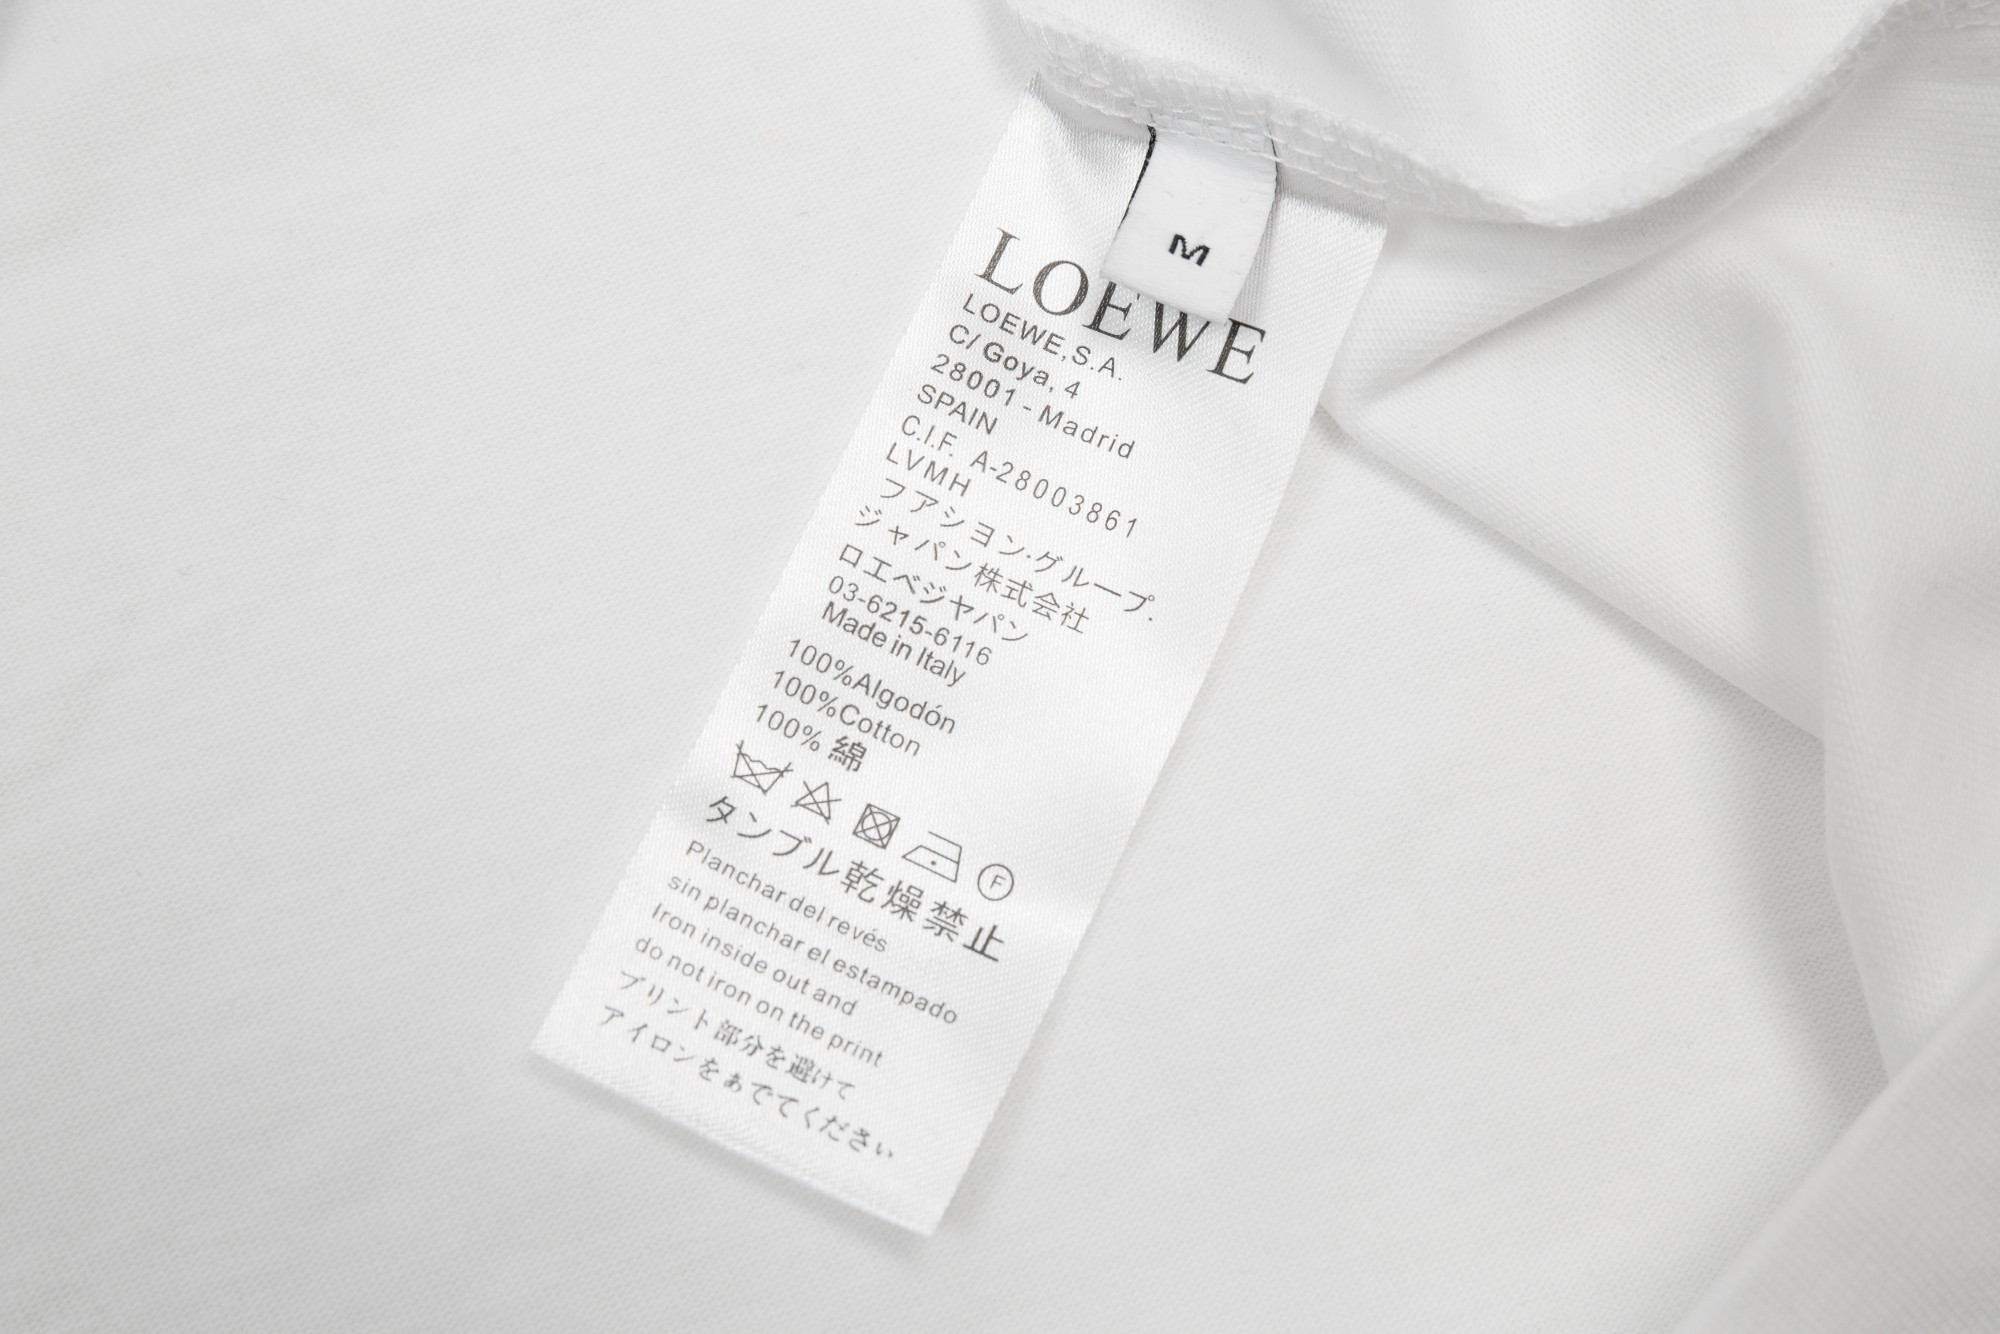 M
LOEWE
LOEWE,S.A.
C/ Goya, 4
28001 - Madrid
SPAIN
C.I.F. A-28003861
LVMH
フアシヨン.グループ.
ジャパン株式会社
ロエベジヤパン
03-6215-6116
Made in Italy
100%Algodón
100%Cotton
100% 綿
F
タンブル乾燥禁止
Planchar del revés
sin planchar el estampado
Iron inside out and
do not iron on the print
プリント部分を避けて
アイロンをぁでてください